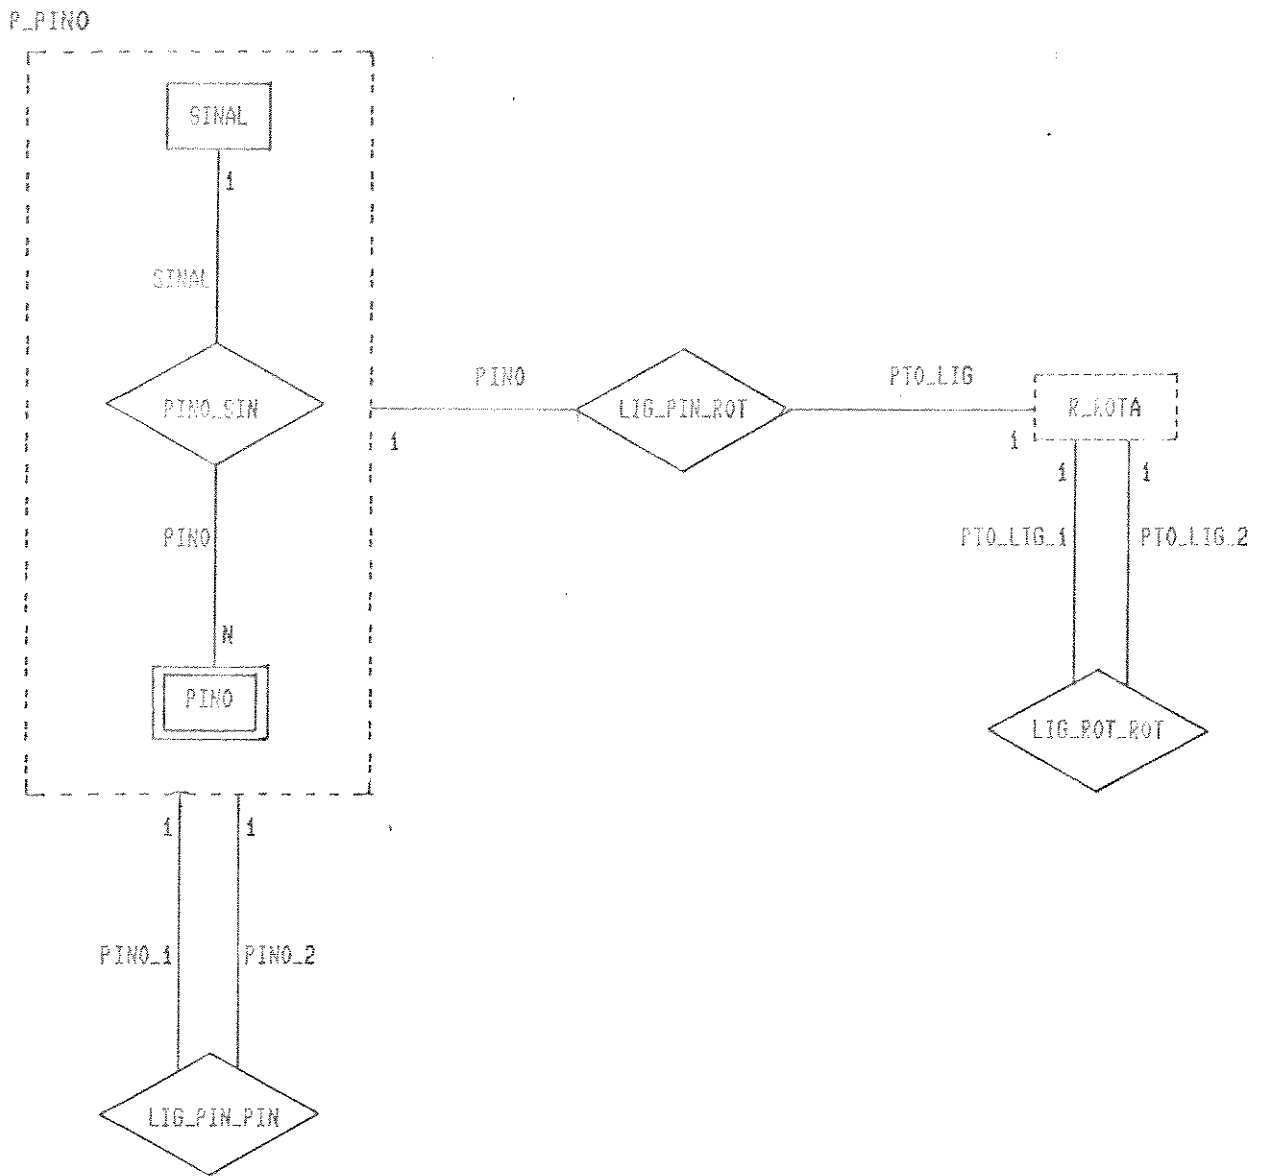 P_PINO
SINAL
1
SINAL
PINO_SIN
PINO
N
PINO
PINO
LIG_PIN_ROT
PTO_LIG
R_ROTA
1
1
1
1
PTO_LIG_1
PTO_LIG_2
LIG_ROT_ROT
1
1
PINO_1
PINO_2
LIG_PIN_PIN